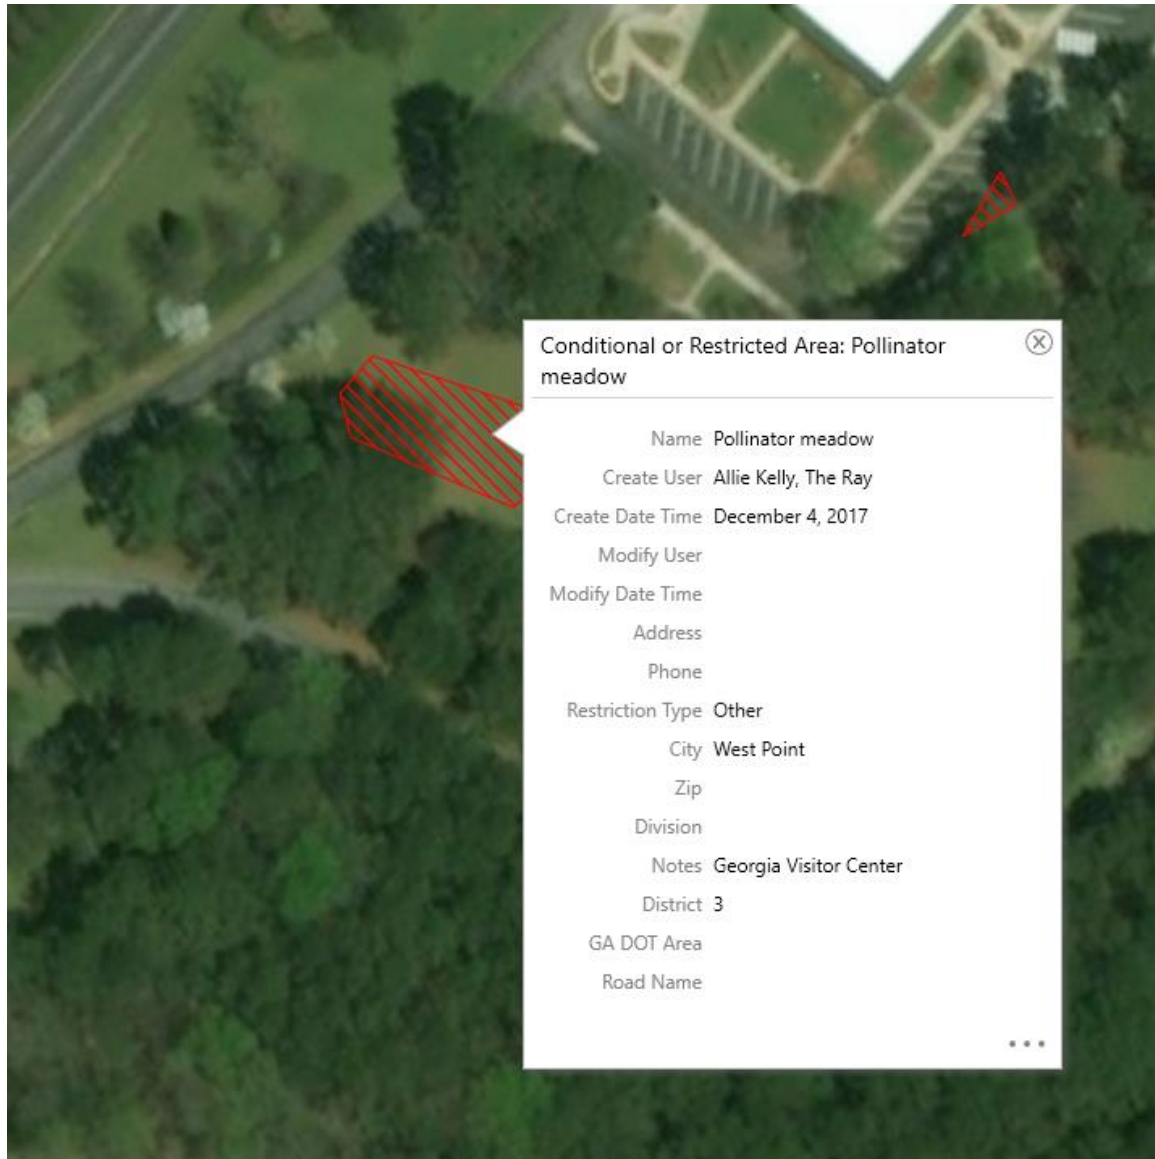 Conditional or Restricted Area: Pollinator
meadow
Name Pollinator meadow
Create User Allie Kelly, The Ray
Create Date Time December 4, 2017
Modify User
Modify Date Time
Address
Phone
Restriction Type Other
City West Point
Zip
Division
Notes Georgia Visitor Center
District 3
GA DOT Area
Road Name